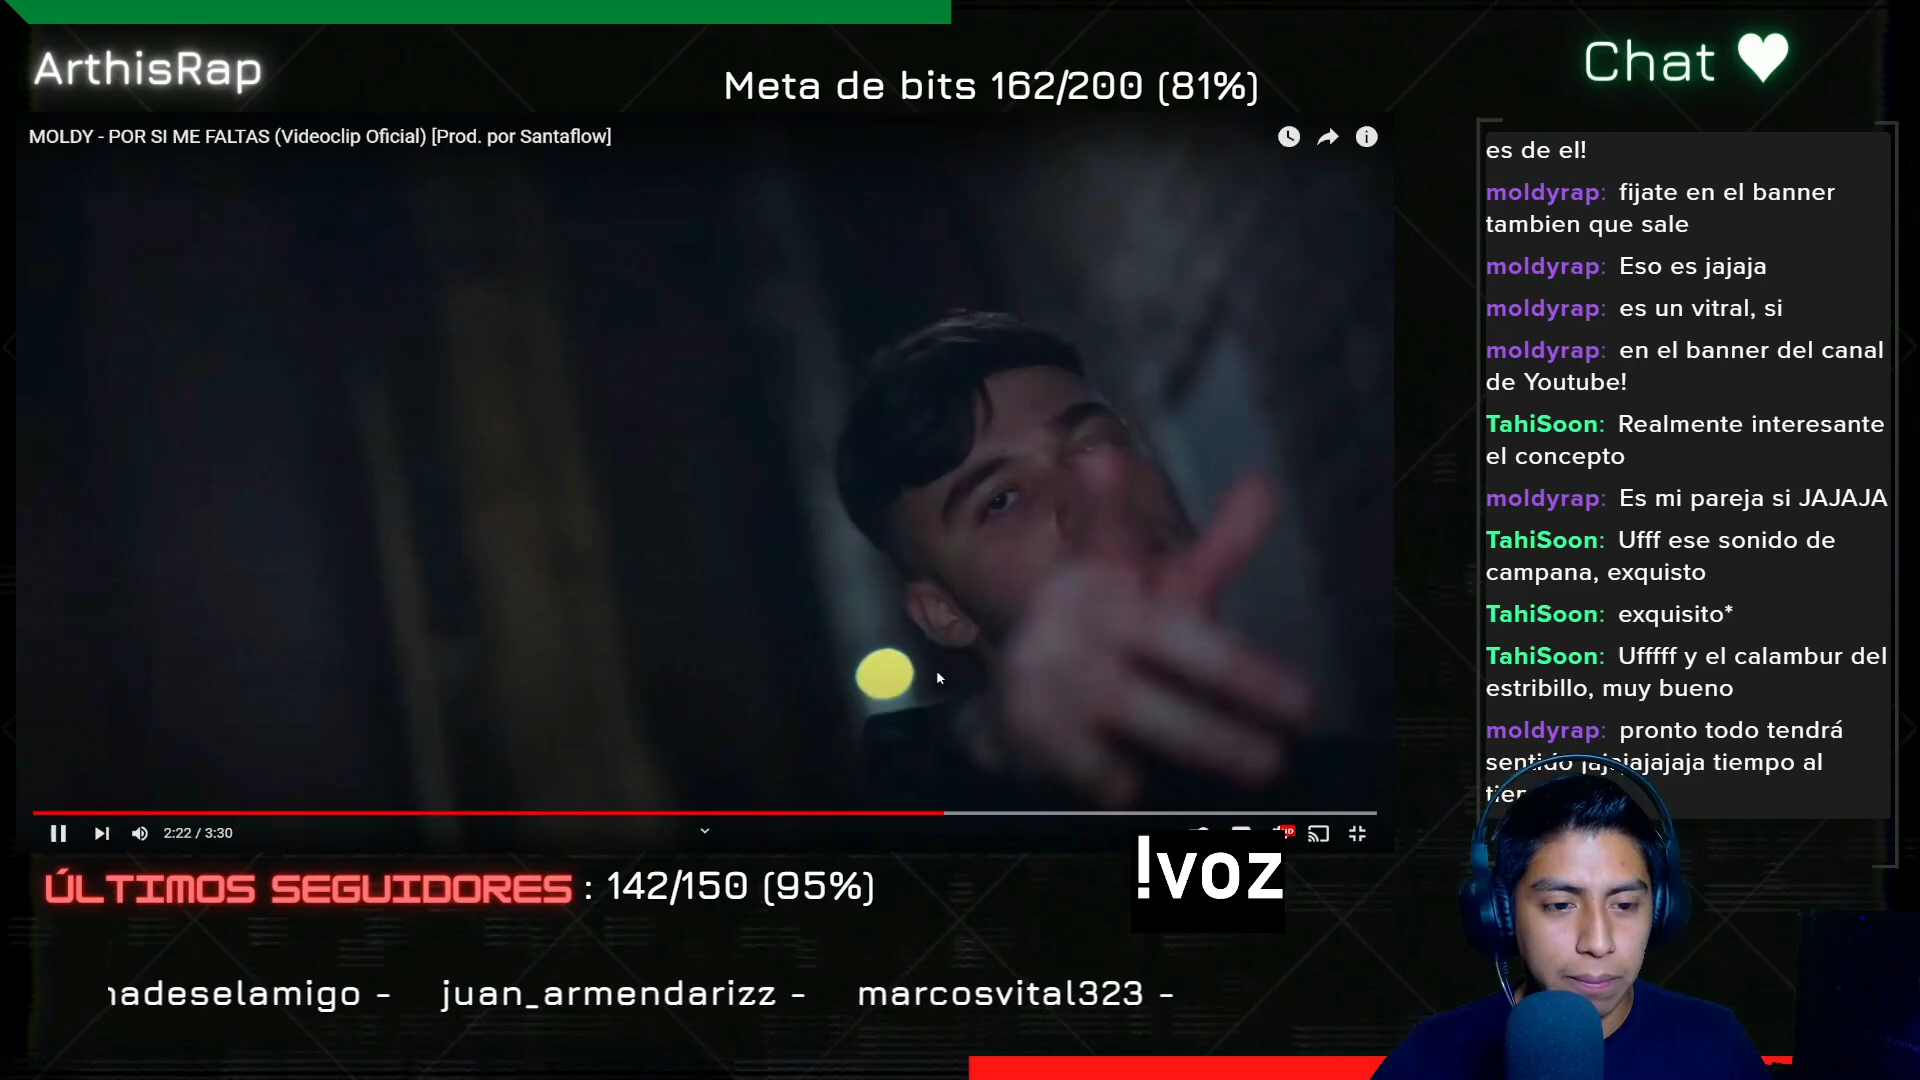 ArthisRap
Meta de bits 162/200 (81%)
Chat
MOLDY - POR SI ME FALTAS (Videoclip Oficial) [Prod. por Santaflow]
es de el!
moldyrap: fijate en el banner
tambien que sale
moldyrap: Eso es jajaja
moldyrap: es un vitral, si
moldyrap: en el banner del canal
de Youtube!
TahiSoon: Realmente interesante
el concepto
moldyrap: Es mi pareja si JAJAJA
TahiSoon: Ufff ese sonido de
campana, exquisto
TahiSoon: exquisito*
TahiSoon: Ufffff y el calambur del
estribillo, muy bueno
moldyrap: pronto todo tendrá
sentido jajajajajaja tiempo al
2:22 / 3:30
ÚLTIMOS SEGUIDORES : 142/150 (95%)
!voz
adeselamigo - juan_armendarizz - marcosvital323 -